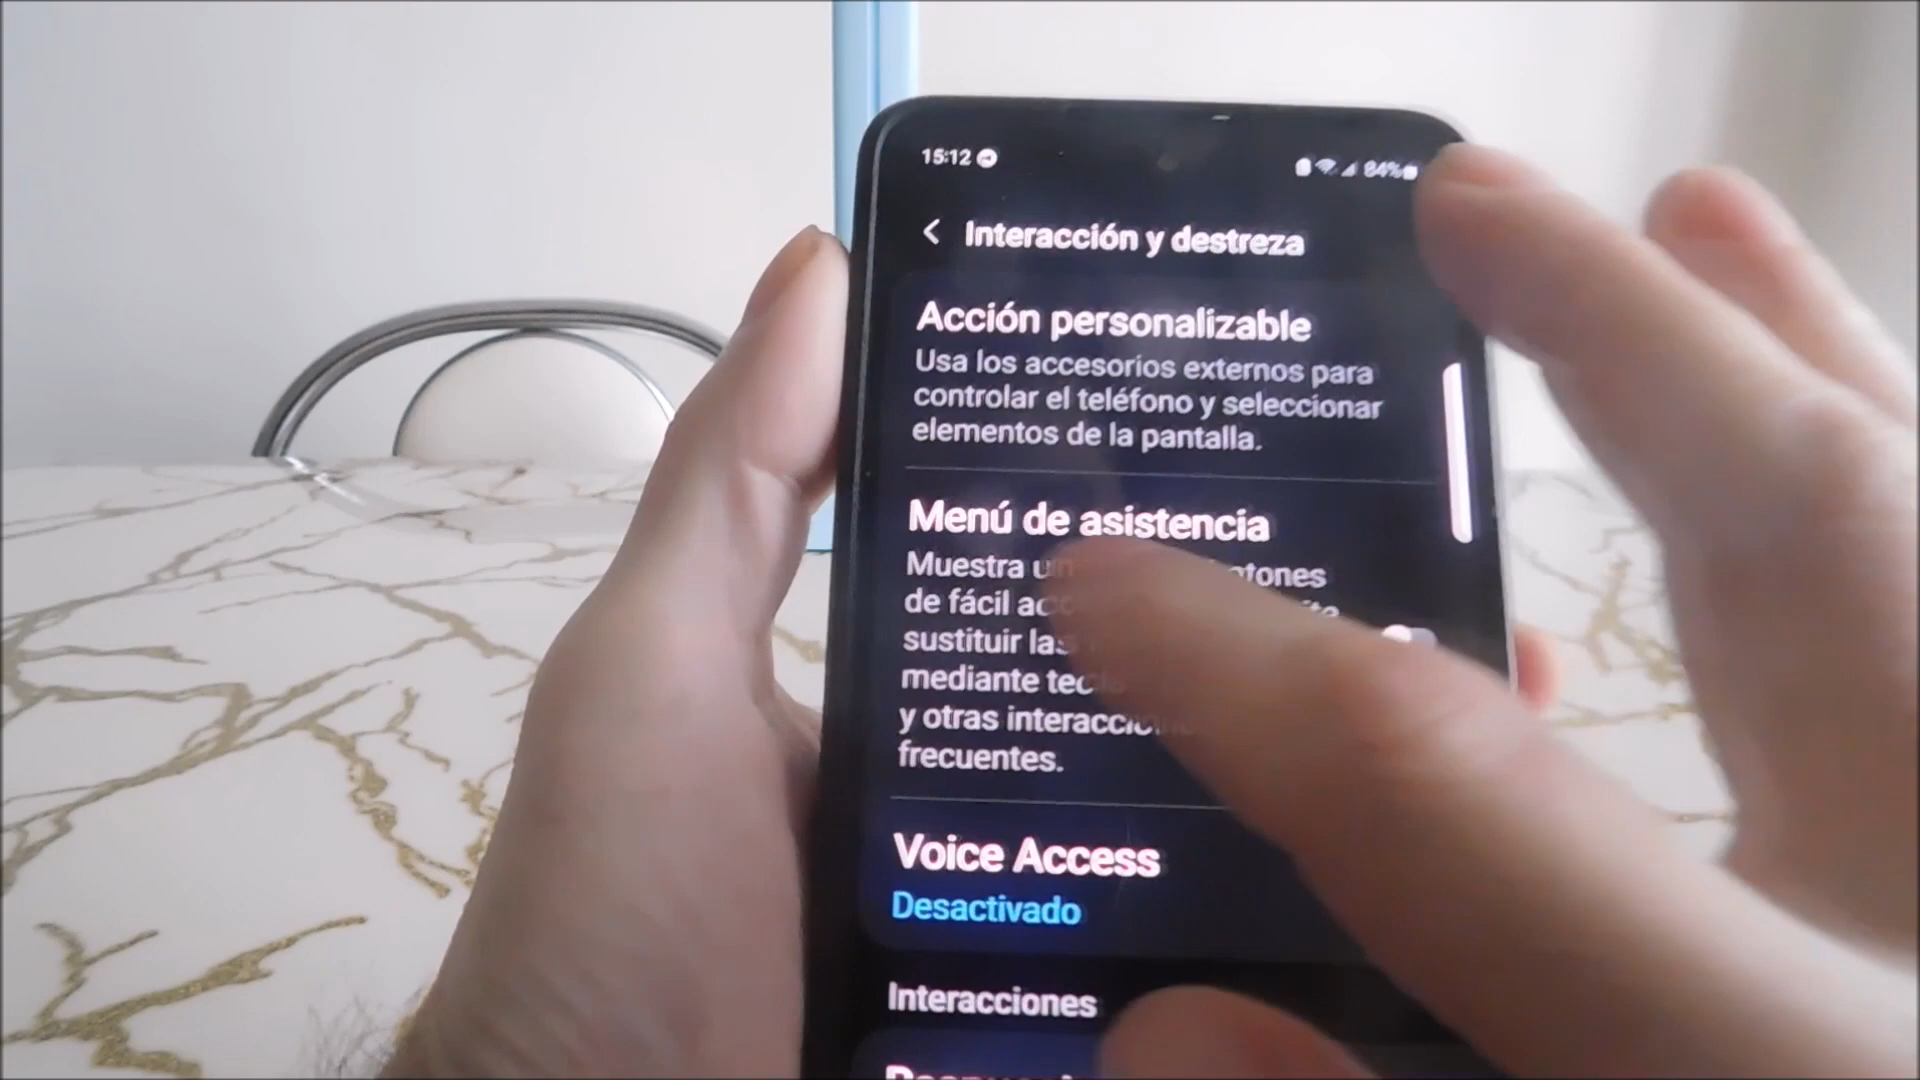 15:12
84%
Interacción y destreza
Acción personalizable
Usa los accesorios externos para
controlar el teléfono y seleccionar
elementos de la pantalla.
Menú de asistencia
Muestra
de fácil
sustituir las
mediante
y otras
frecuentes.
Voice Access
Desactivado
Interacciones